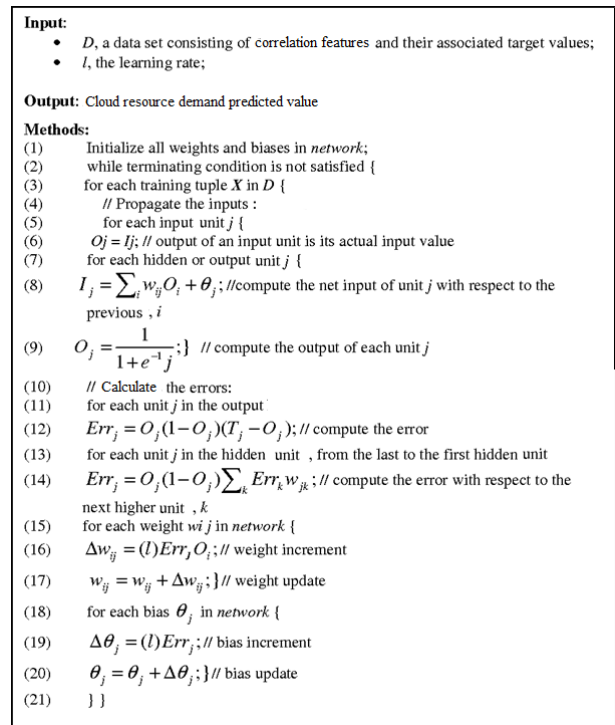 Input:
• D, a data set consisting of correlation features and their associated target values;
• l, the learning rate;
Output: Cloud resource demand predicted value
Methods:
(1) Initialize all weights and biases in network;
(2) while terminating condition is not satisfied {
(3) for each training tuple X in D {
(4) // Propagate the inputs :
(5) for each input unit j {
(6) Oj = Ij; // output of an input unit is its actual input value
(7) for each hidden or output unit j {
(8) I_j = ∑_i w_ij O_i + θ_j; //compute the net input of unit j with respect to the
previous , i
(9) O_j = 1/(1+e^-1 j);} // compute the output of each unit j
(10) // Calculate the errors:
(11) for each unit j in the output
(12) Err_j = O_j(1−O_j)(T_j −O_j); // compute the error
(13) for each unit j in the hidden unit , from the last to the first hidden unit
(14) Err_j = O_j(1−O_j)∑_k Err_k w_jk; // compute the error with respect to the
next higher unit , k
(15) for each weight wi j in network {
(16) Δw_ij = (l)Err_j O_i; // weight increment
(17) w_ij = w_ij + Δw_ij;}// weight update
(18) for each bias θ_j in network {
(19) Δθ_j = (l)Err_j; // bias increment
(20) θ_j = θ_j + Δθ_j;}// bias update
(21) } }